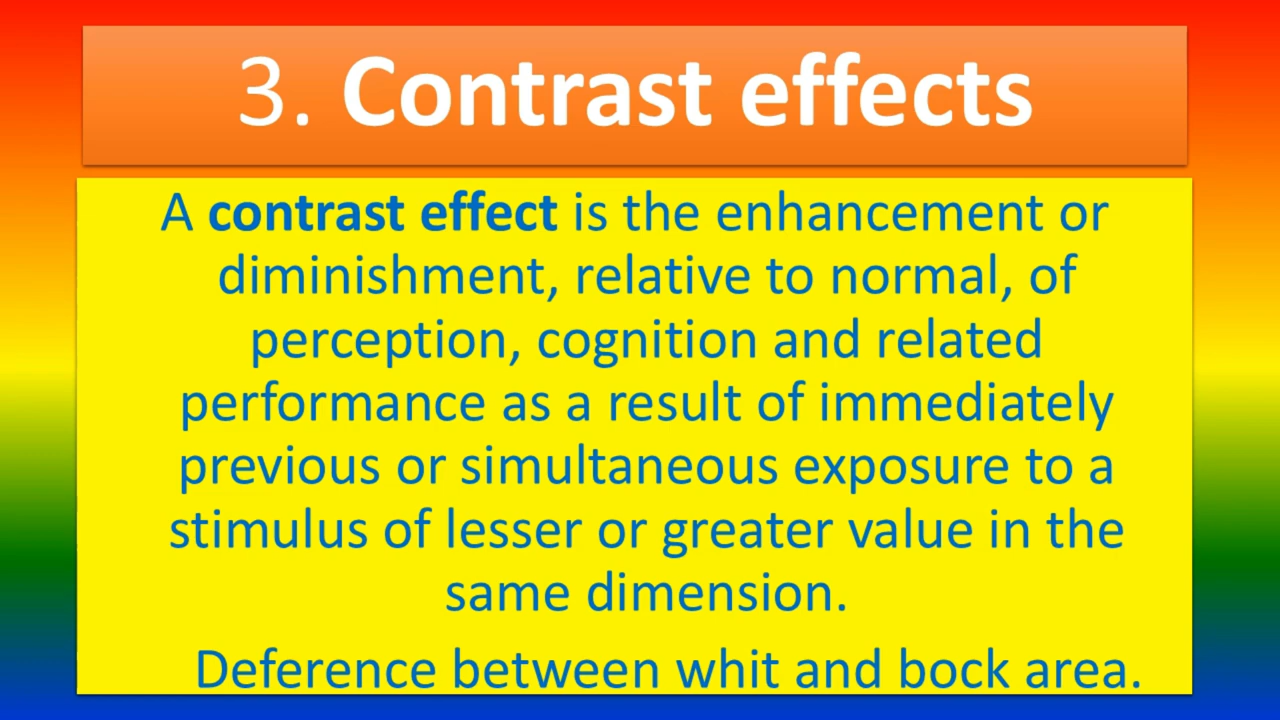 3. Contrast effects
A contrast effect is the enhancement or
diminishment, relative to normal, of
perception, cognition and related
performance as a result of immediately
previous or simultaneous exposure to a
stimulus of lesser or greater value in the
same dimension.
Deference between whit and bock area.